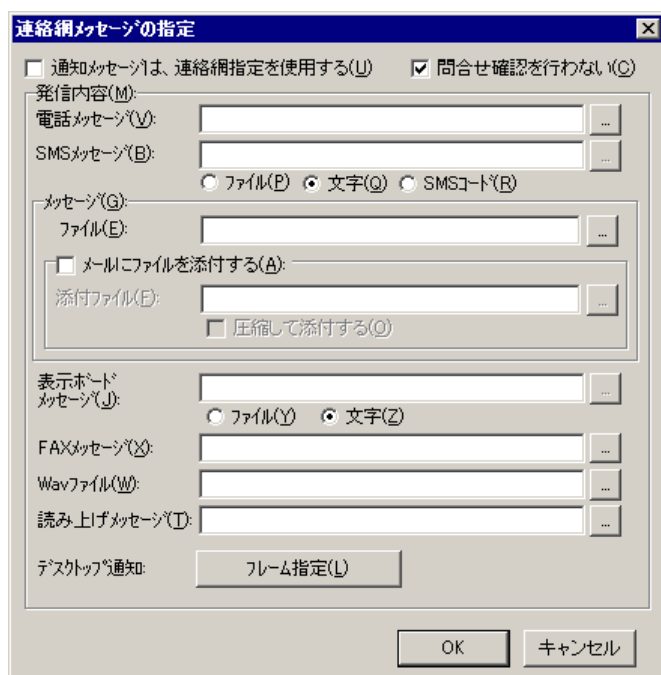 連絡網メッセージの指定
通知メッセージは、連絡網指定を使用する(U)
問合せ確認を行わない(C)
発信内容(M):
電話メッセージ(V):
...
SMSメッセージ(B):
...
ファイル(P)
文字(Q)
SMSコード(R)
メッセージ(G):
ファイル(E):
...
メールにファイルを添付する(A):
添付ファイル(F):
...
圧縮して添付する(O)
表示ボード
メッセージ(J):
...
ファイル(Y)
文字(Z)
FAXメッセージ(X):
...
Wavファイル(W):
...
読み上げメッセージ(T):
...
デスクトップ通知:
フレーム指定(L)
OK
キャンセル